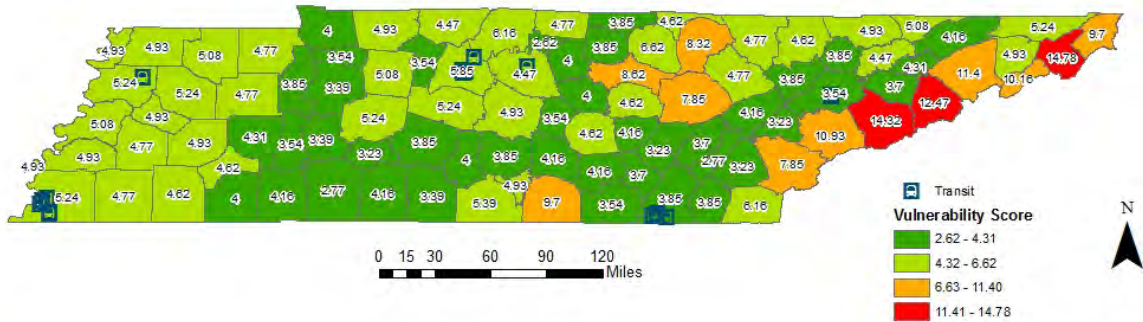 4 4.93 4.47 6.16 4.77 3.85 4.62 5.08 5.24 9.7
4.93 4.93 5.08 4.77 3.54 2.62 3.85 6.62 8.32 4.77 4.62 4.93 4.16 4.93 14.78
5.24 3.85 3.39 5.08 3.54 5.85 4.47 4 8.62 4.77 3.85 3.85 4.47 4.31 11.4 10.16
5.24 4.77 4 7.85 3.54 3.7
4.93 5.24 4.93 3.54 4.62 4.16 12.47
5.08 4.31 5.24 4.62 4.16 3.23 14.32
4.93 4.77 4.93 3.54 3.39 3.23 3.85 4 3.85 4.16 3.23 3.7 10.93
4.93 4.62 2.77 3.23 7.85
5.24 4.77 4.62 4 4.16 2.77 4.16 3.39 5.39 4.93 9.7 4.16 3.7 3.54 3.85 3.85 6.16
Transit
Vulnerability Score
2.62 - 4.31
4.32 - 6.62
6.63 - 11.40
11.41 - 14.78
N
0 15 30 60 90 120
Miles